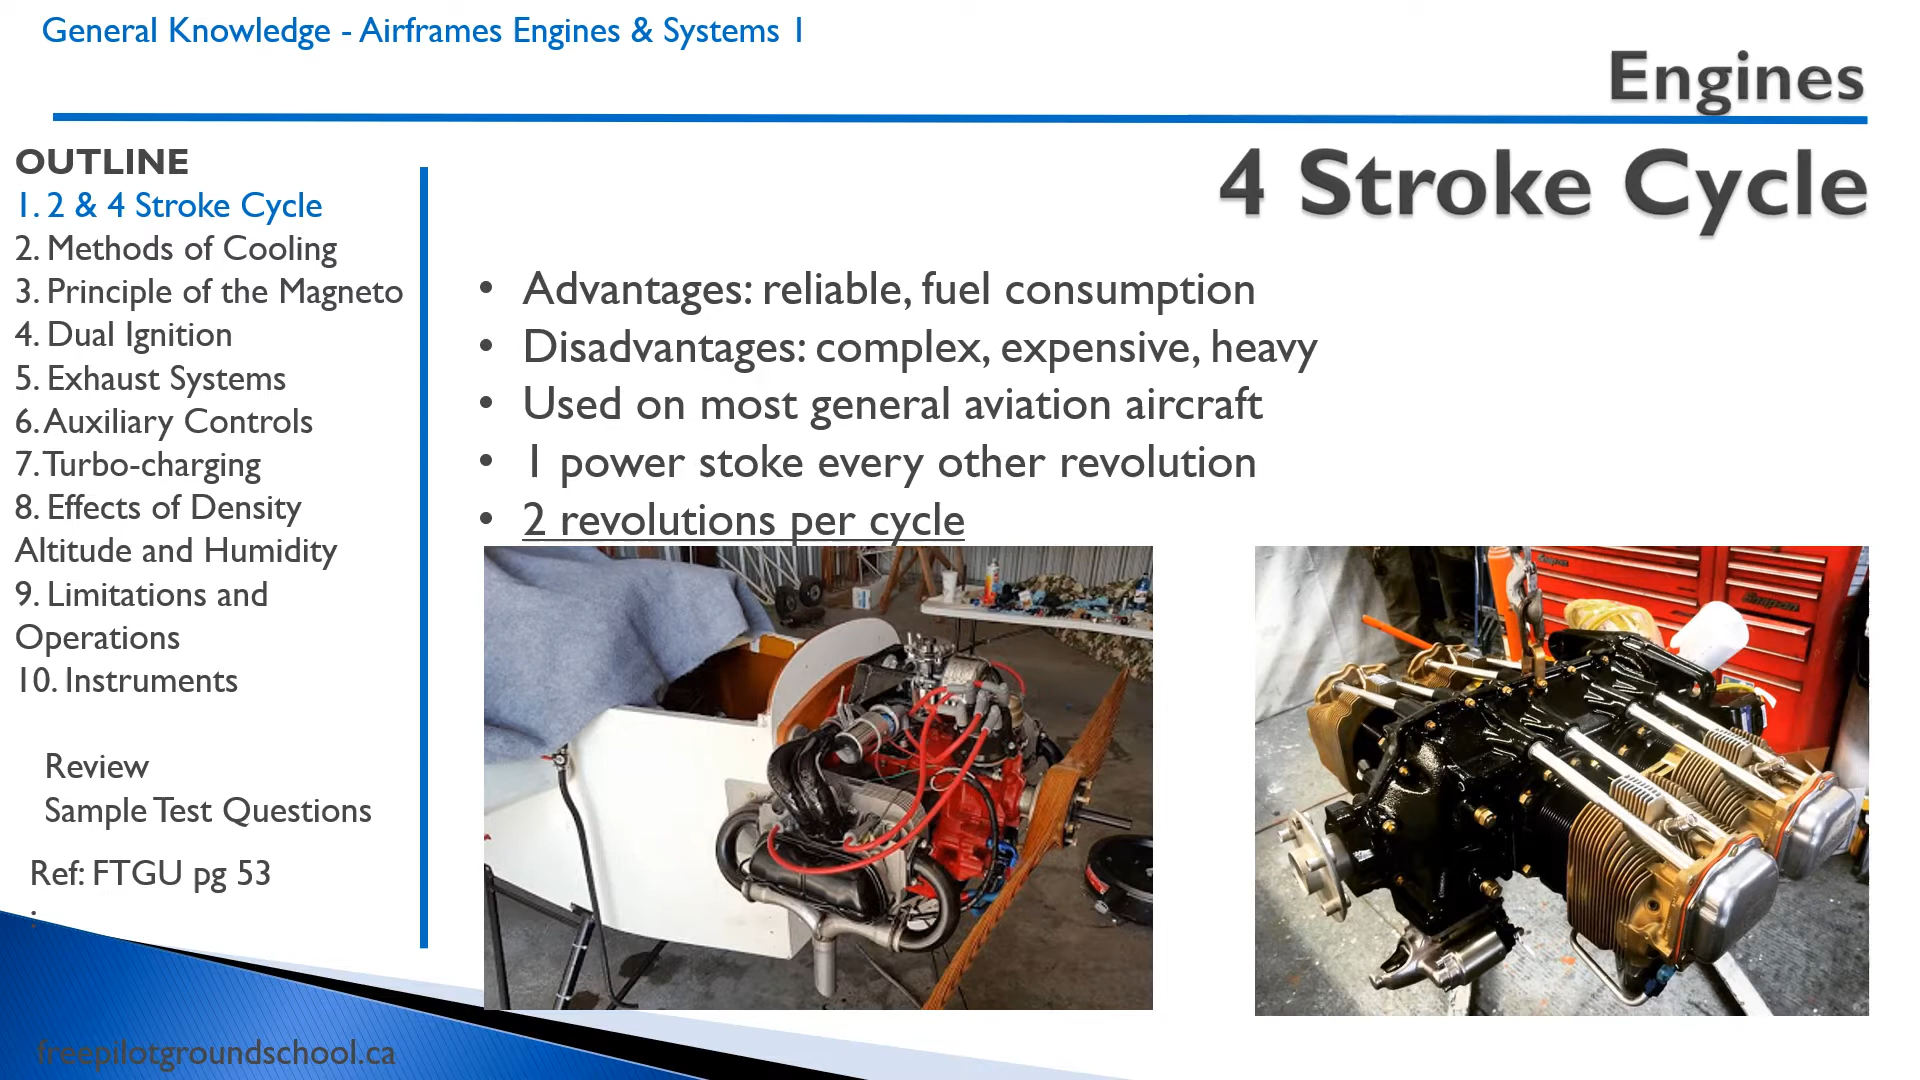 General Knowledge - Airframes Engines & Systems 1
Engines
4 Stroke Cycle
OUTLINE
1. 2 & 4 Stroke Cycle
2. Methods of Cooling
3. Principle of the Magneto
4. Dual Ignition
5. Exhaust Systems
6. Auxiliary Controls
7. Turbo-charging
8. Effects of Density
Altitude and Humidity
9. Limitations and
Operations
10. Instruments
Review
Sample Test Questions
Ref: FTGU pg 53
:
• Advantages: reliable, fuel consumption
• Disadvantages: complex, expensive, heavy
• Used on most general aviation aircraft
• 1 power stoke every other revolution
• 2 revolutions per cycle
Snap-on
Snap-on
freepilotgroundschool.ca